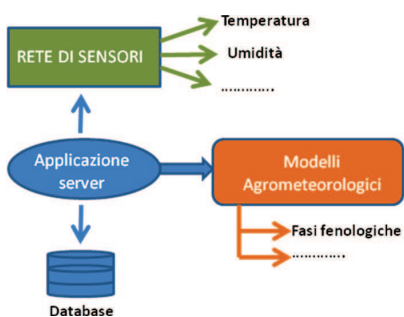 Temperatura
RETE DI SENSORI
Umidità
.............
Applicazione
server
Modelli
Agrometeorologici
Fasi fenologiche
.............
Database